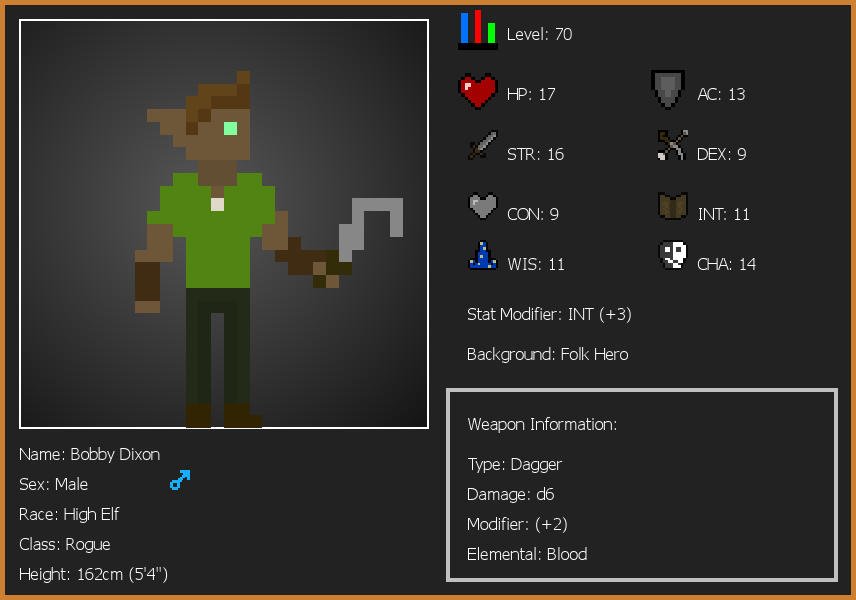 Level: 70
HP: 17
AC: 13
STR: 16
DEX: 9
CON: 9
INT: 11
WIS: 11
CHA: 14
Stat Modifier: INT (+3)
Background: Folk Hero
Weapon Information:
Type: Dagger
Damage: d6
Modifier: (+2)
Elemental: Blood
Name: Bobby Dixon
Sex: Male
Race: High Elf
Class: Rogue
Height: 162cm (5'4")